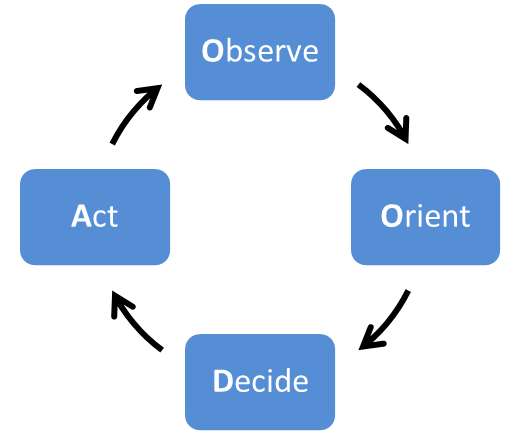 Observe
Orient
Decide
Act